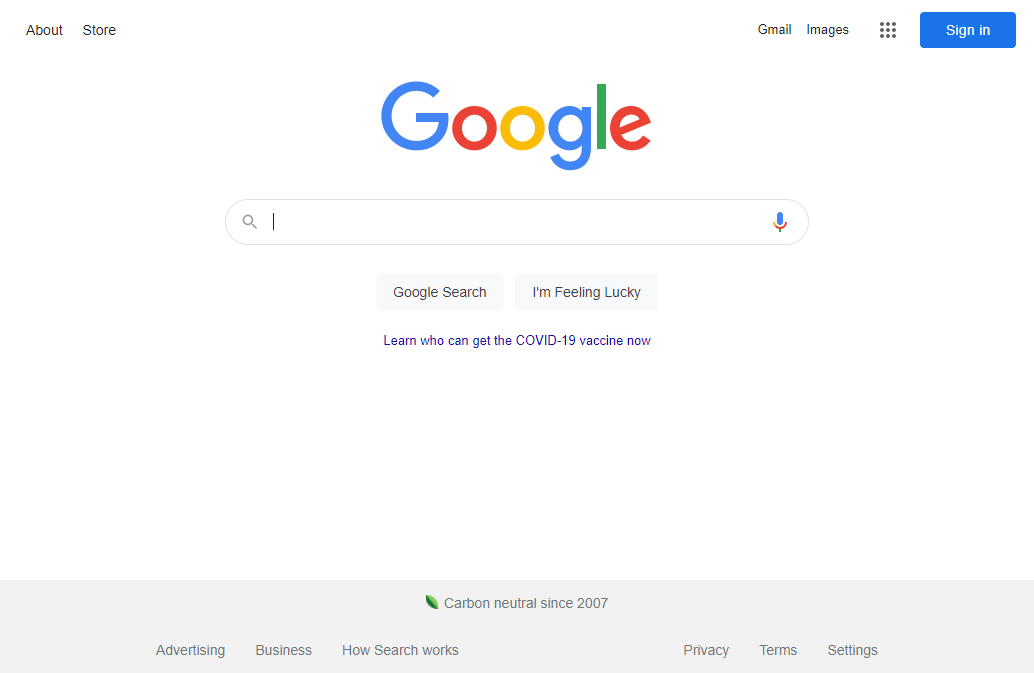 About Store Gmail Images Sign in
Google
Google Search I'm Feeling Lucky
Learn who can get the COVID-19 vaccine now
Carbon neutral since 2007
Advertising Business How Search works Privacy Terms Settings